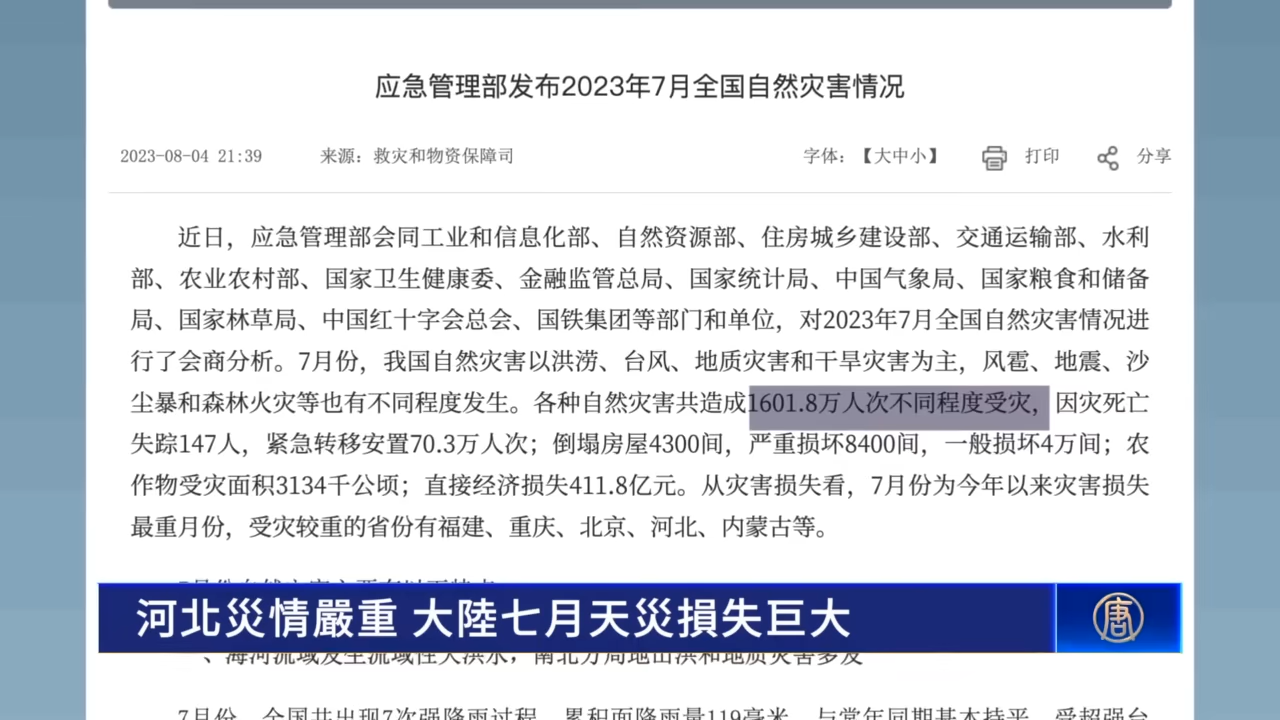 应急管理部发布2023年7月全国自然灾害情况
2023-08-04 21:39 来源：救灾和物资保障司 字体：【大中小】 打印 分享
近日，应急管理部会同工业和信息化部、自然资源部、住房城乡建设部、交通运输部、水利
部、农业农村部、国家卫生健康委、金融监管总局、国家统计局、中国气象局、国家粮食和储备
局、国家林草局、中国红十字会总会、国铁集团等部门和单位，对2023年7月全国自然灾害情况进
行了会商分析。7月份，我国自然灾害以洪涝、台风、地质灾害和干旱灾害为主，风雹、地震、沙
尘暴和森林火灾等也有不同程度发生。各种自然灾害共造成1601.8万人次不同程度受灾，因灾死亡
失踪147人，紧急转移安置70.3万人次；倒塌房屋4300间，严重损坏8400间，一般损坏4万间；农
作物受灾面积3134千公顷；直接经济损失411.8亿元。从灾害损失看，7月份为今年以来灾害损失
最重月份，受灾较重的省份有福建、重庆、北京、河北、内蒙古等。
河北災情嚴重 大陸七月天災損失巨大
唐
、海河流域发生流域性大洪水，南北方局地山洪和地质灾害多发
7月份，全国共出现7次强降雨过程，累积面降雨量119毫米，与常年同期基本持平，受超强台